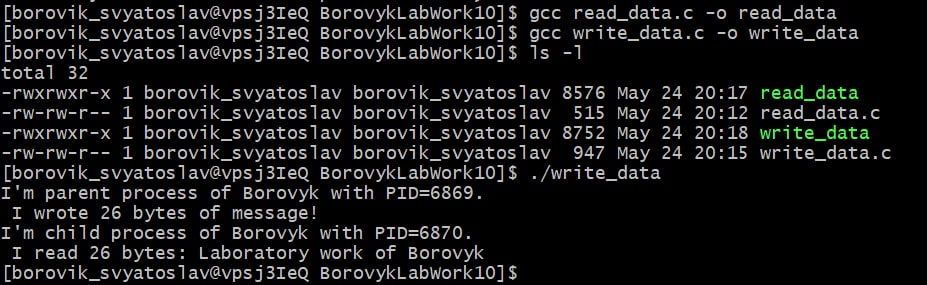 [borovik_svyatoslav@vpsj3IeQ BorovykLabWork10]$ gcc read_data.c -o read_data
[borovik_svyatoslav@vpsj3IeQ BorovykLabWork10]$ gcc write_data.c -o write_data
[borovik_svyatoslav@vpsj3IeQ BorovykLabWork10]$ ls -l
total 32
-rwxrwxr-x 1 borovik_svyatoslav borovik_svyatoslav 8576 May 24 20:17 read_data
-rw-rw-r-- 1 borovik_svyatoslav borovik_svyatoslav  515 May 24 20:12 read_data.c
-rwxrwxr-x 1 borovik_svyatoslav borovik_svyatoslav 8752 May 24 20:18 write_data
-rw-rw-r-- 1 borovik_svyatoslav borovik_svyatoslav  947 May 24 20:15 write_data.c
[borovik_svyatoslav@vpsj3IeQ BorovykLabWork10]$ ./write_data
I'm parent process of Borovyk with PID=6869.
 I wrote 26 bytes of message!
I'm child process of Borovyk with PID=6870.
 I read 26 bytes: Laboratory work of Borovyk
[borovik_svyatoslav@vpsj3IeQ BorovykLabWork10]$